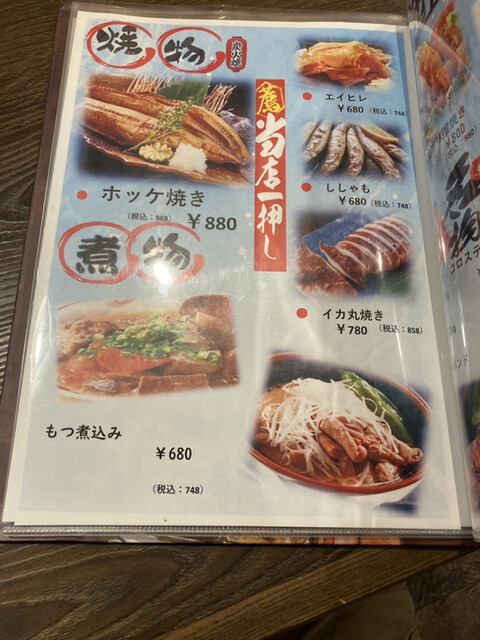 焼物
炭火焼
当店一押し
ホッケ焼き
(税込：968) ￥880
エイヒレ
￥680 (税込：748)
ししゃも
￥680 (税込：748)
イカ丸焼き
￥780 (税込：858)
煮物
もつ煮込み
￥680
(税込：748)